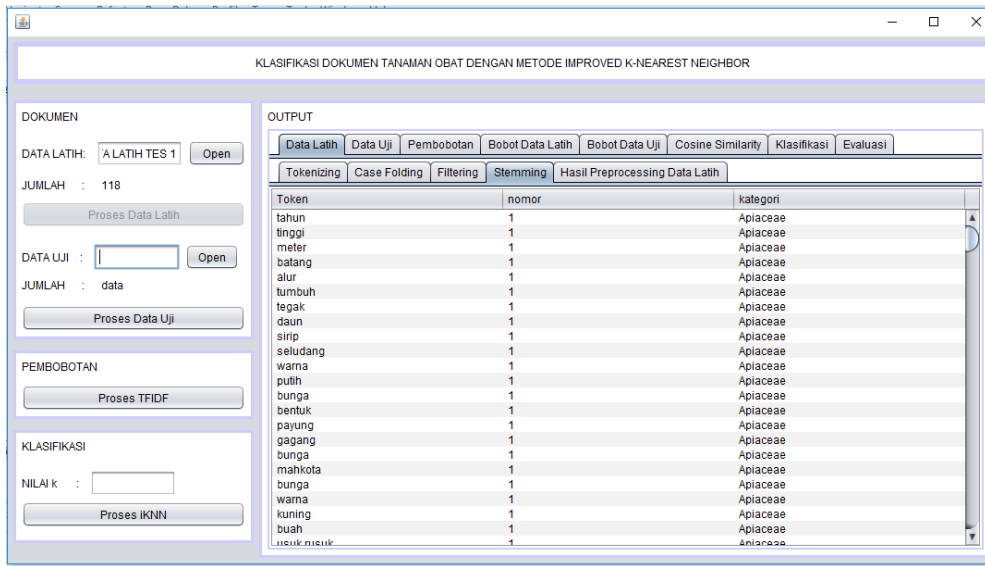 KLASIFIKASI DOKUMEN TANAMAN OBAT DENGAN METODE IMPROVED K-NEAREST NEIGHBOR
DOKUMEN
DATA LATIH: 'A LATIH TES 1 Open
JUMLAH : 118
Proses Data Latih
DATA UJI : Open
JUMLAH : data
Proses Data Uji
PEMBOBOTAN
Proses TFIDF
KLASIFIKASI
NILAI k :
Proses iKNN
OUTPUT
Data Latih Data Uji Pembobotan Bobot Data Latih Bobot Data Uji Cosine Similarity Klasifikasi Evaluasi
Tokenizing Case Folding Filtering Stemming Hasil Preprocessing Data Latih
Token nomor kategori
tahun 1 Apiaceae
tinggi 1 Apiaceae
meter 1 Apiaceae
batang 1 Apiaceae
alur 1 Apiaceae
tumbuh 1 Apiaceae
tegak 1 Apiaceae
daun 1 Apiaceae
sirip 1 Apiaceae
seludang 1 Apiaceae
warna 1 Apiaceae
putih 1 Apiaceae
bunga 1 Apiaceae
bentuk 1 Apiaceae
payung 1 Apiaceae
gagang 1 Apiaceae
bunga 1 Apiaceae
mahkota 1 Apiaceae
bunga 1 Apiaceae
warna 1 Apiaceae
kuning 1 Apiaceae
buah 1 Apiaceae
usuk rusuk 1 Apiaceae